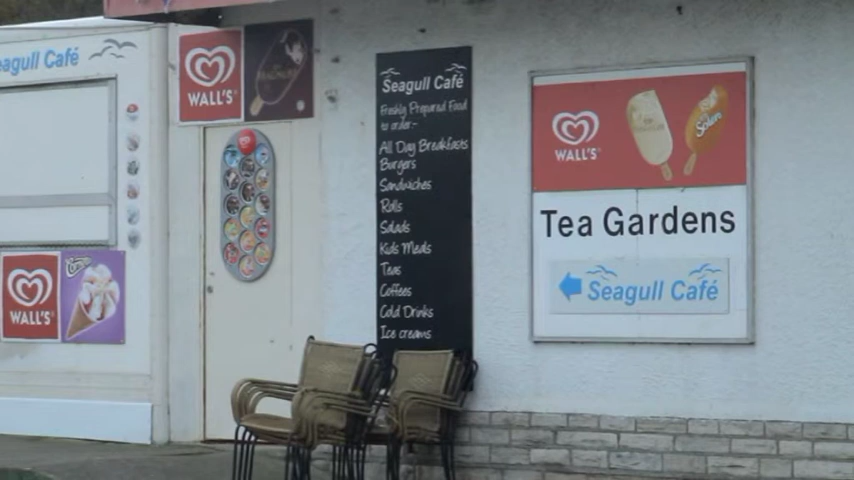 Seagull Café
WALL'S
WALL'S
Seagull Café
Freshly Prepared Food
to order:-
All Day Breakfasts
Burgers
Sandwiches
Rolls
Salads
Kids Meals
Teas
Coffees
Cold Drinks
Ice creams
WALL'S
Solero
Tea Gardens
Seagull Café